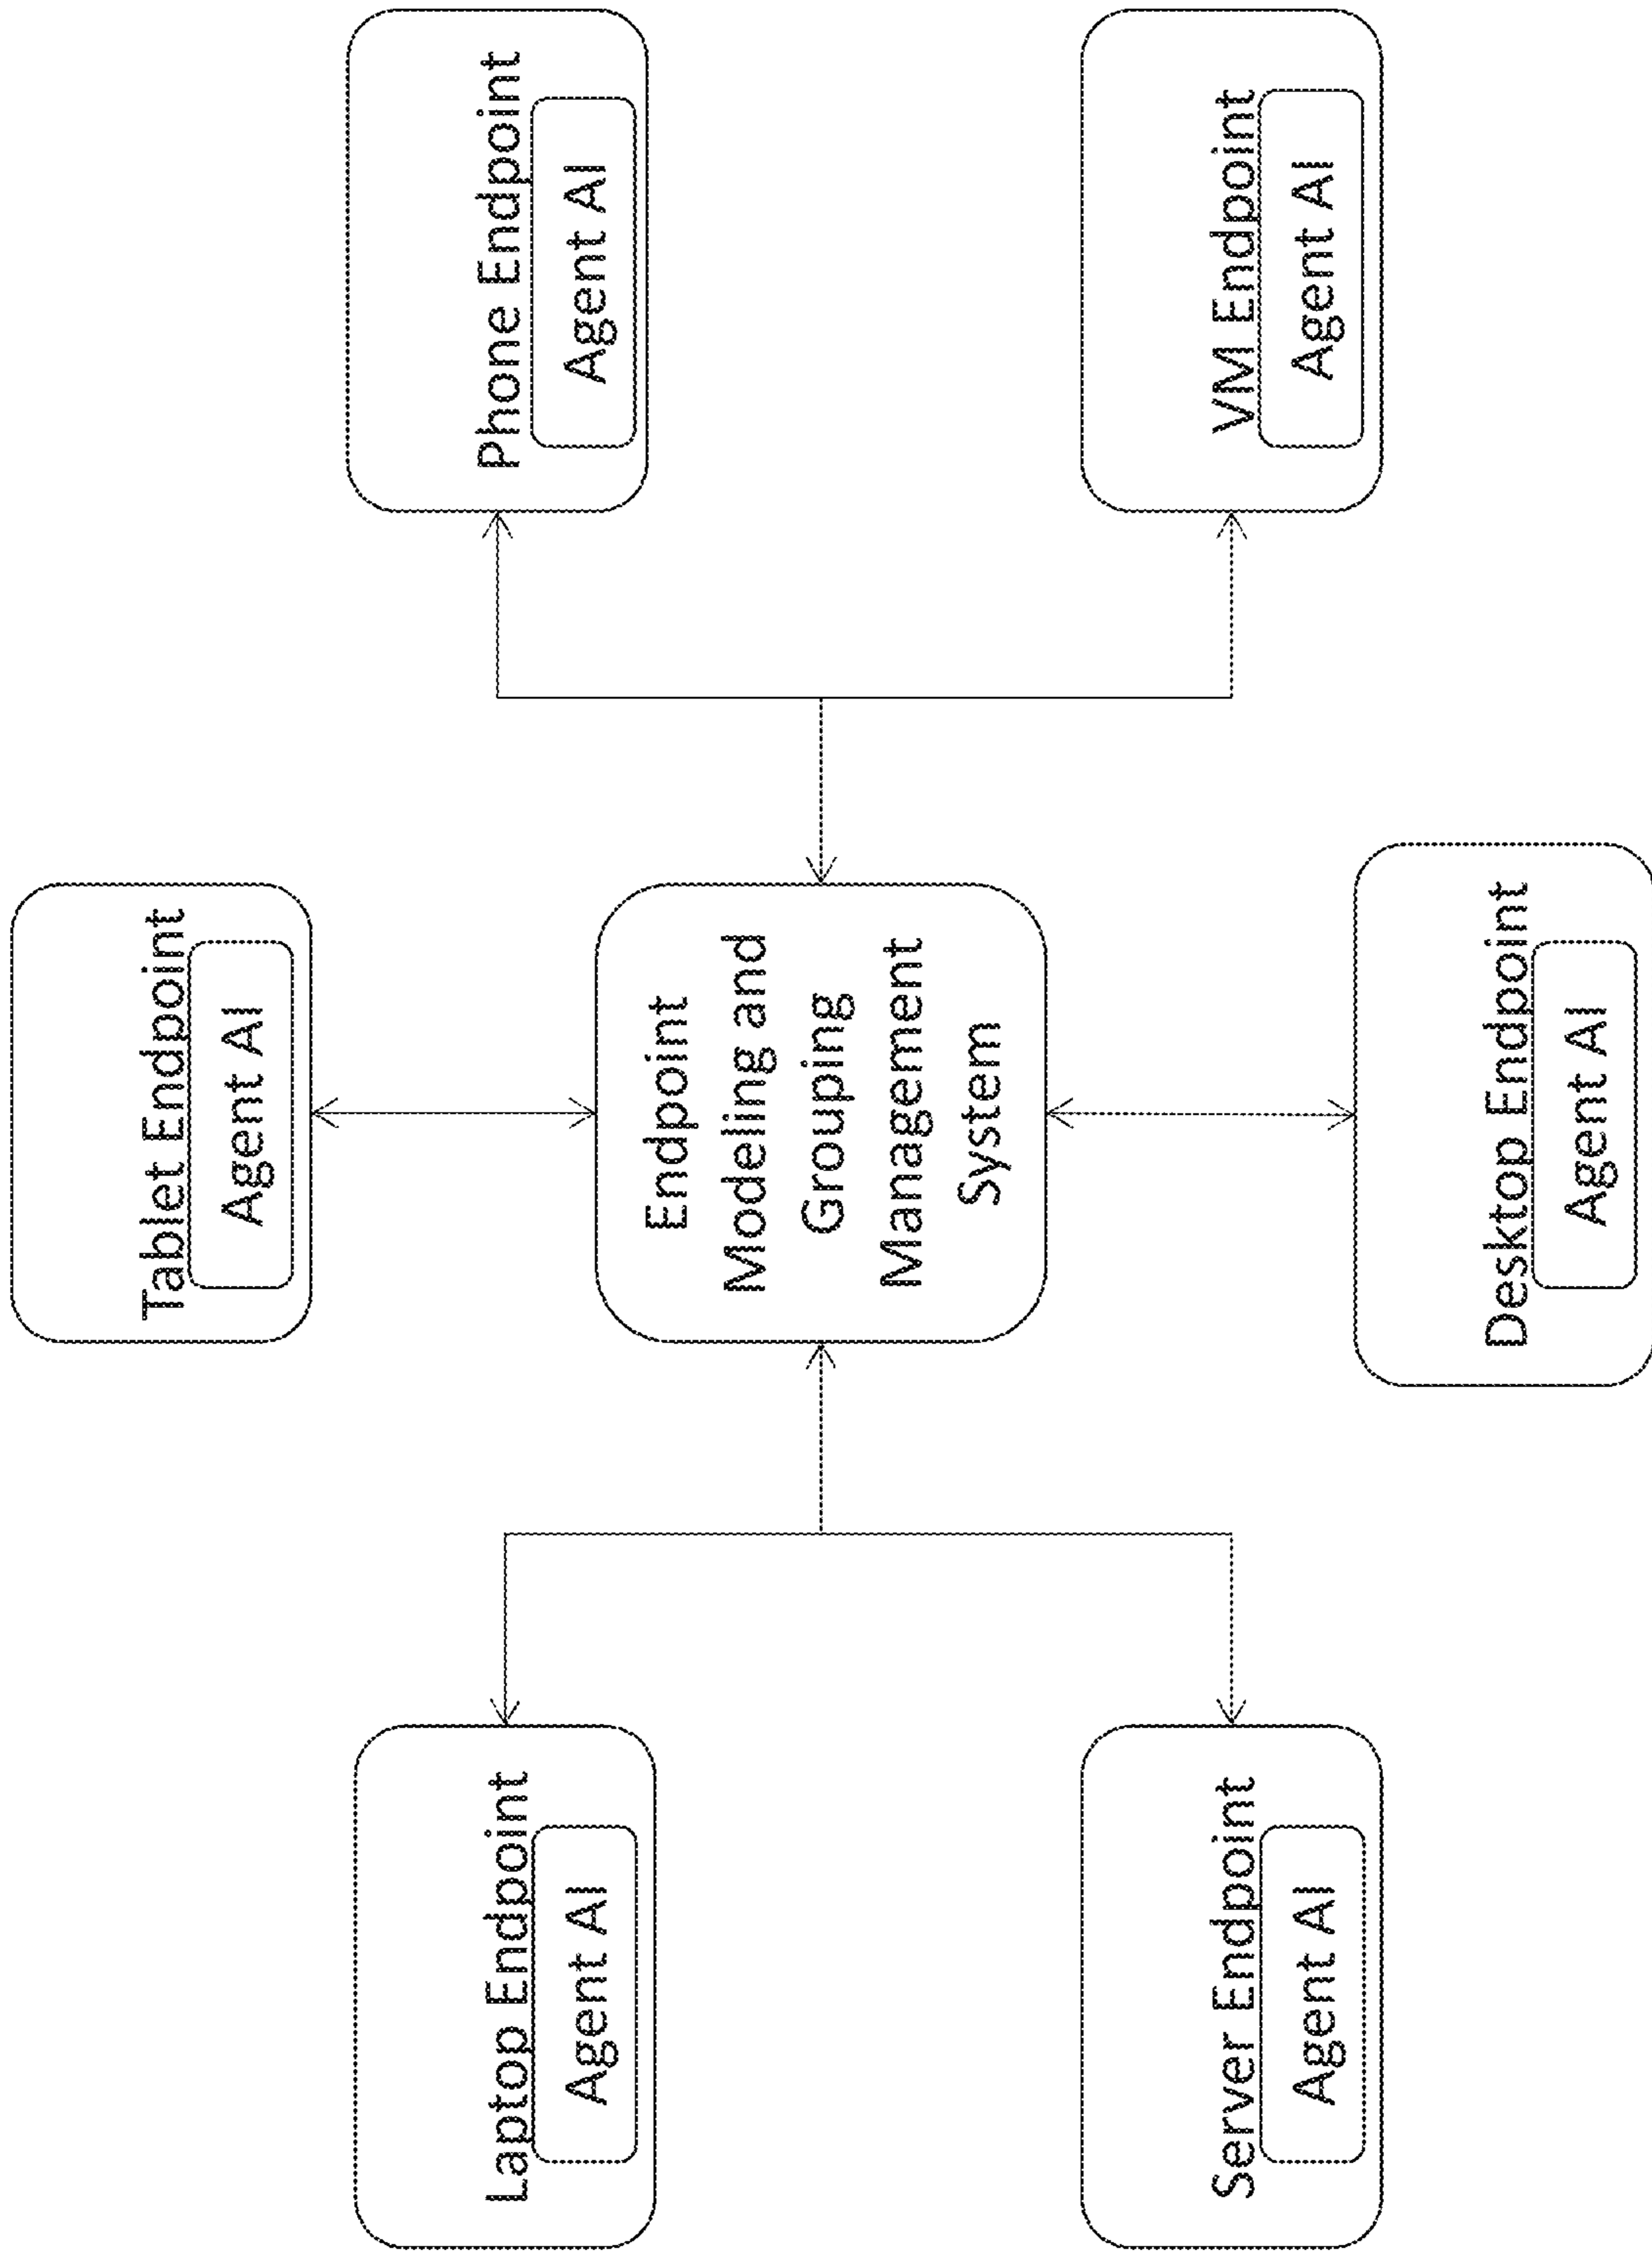 Tablet Endpoint
Agent AI
Laptop Endpoint
Agent AI
Phone Endpoint
Agent AI
Endpoint
Modeling and
Grouping
Management
System
Server Endpoint
Agent AI
VM Endpoint
Agent AI
Desktop Endpoint
Agent AI